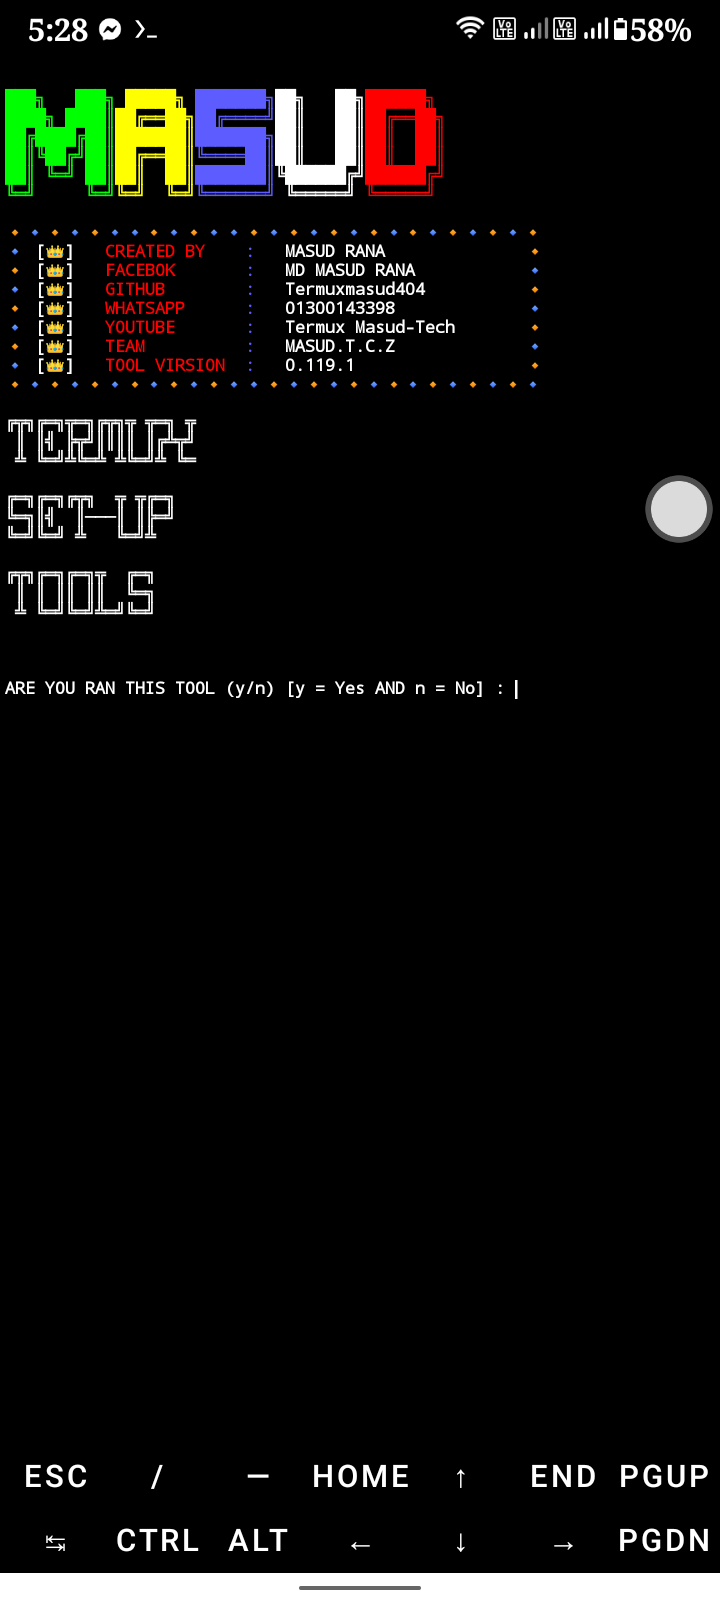 5:28 58%
MASUD
[👑] CREATED BY : MASUD RANA
[👑] FACEBOK : MD MASUD RANA
[👑] GITHUB : Termuxmasud404
[👑] WHATSAPP : 01300143398
[👑] YOUTUBE : Termux Masud-Tech
[👑] TEAM : MASUD.T.C.Z
[👑] TOOL VIRSION : 0.119.1
TERMUX
SET-UP
TOOLS
ARE YOU RAN THIS TOOL (y/n) [y = Yes AND n = No] :
ESC / — HOME ↑ END PGUP
↹ CTRL ALT ← ↓ → PGDN